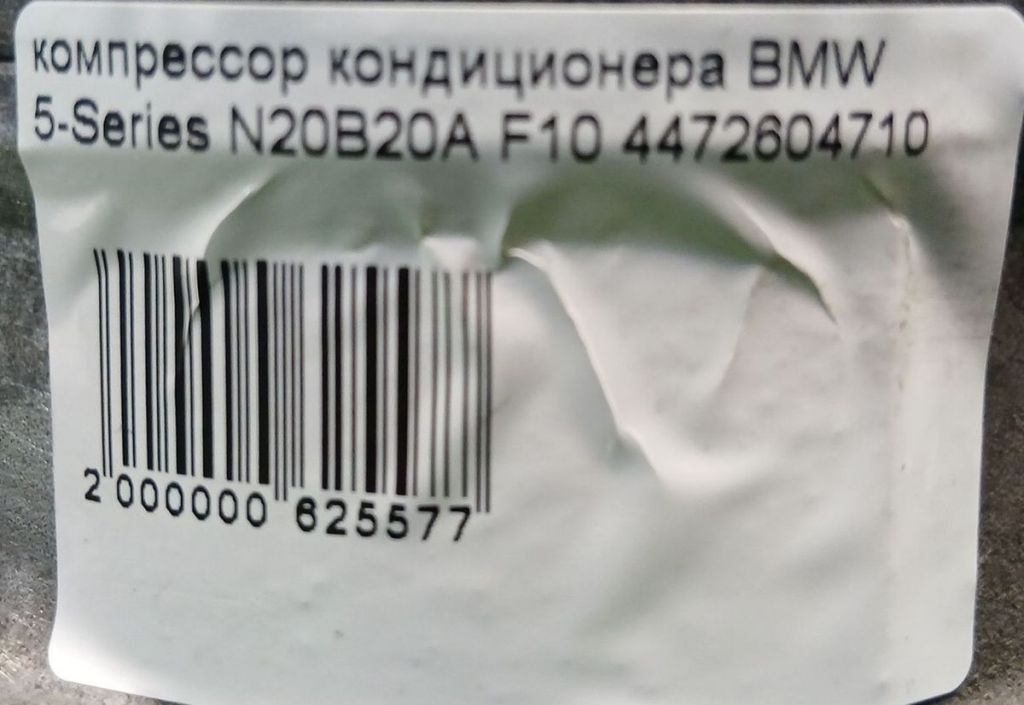 компрессор кондиционера BMW
5-Series N20B20A F10 4472604710
2 000000 625577